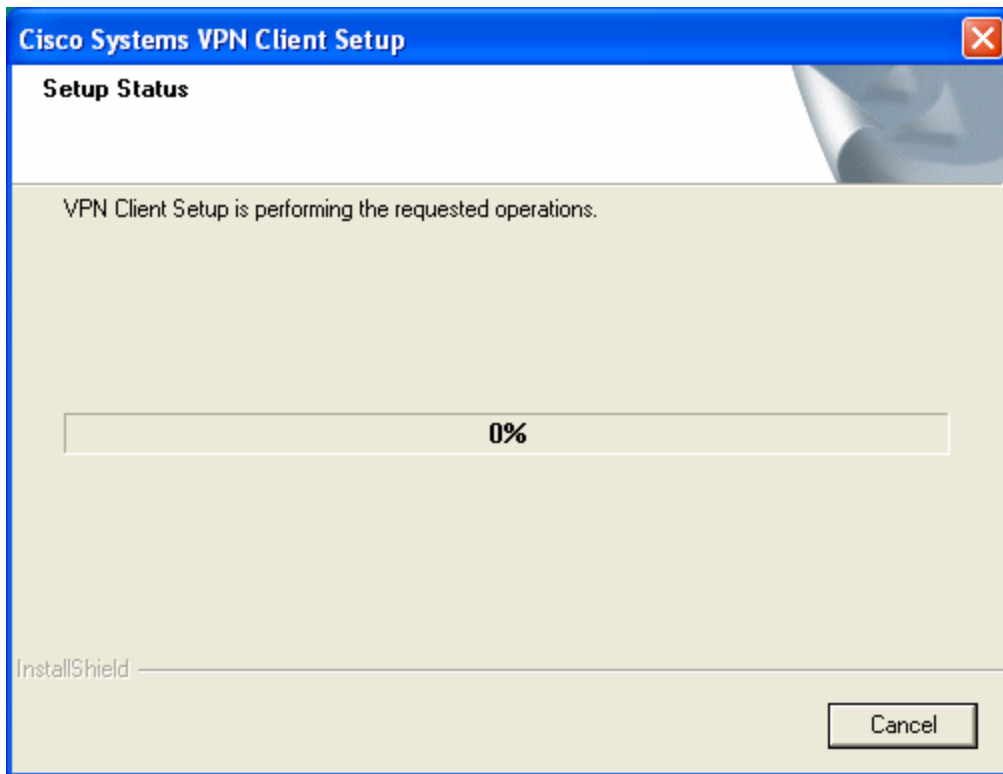 Cisco Systems VPN Client Setup
Setup Status
VPN Client Setup is performing the requested operations.
0%
InstallShield
Cancel